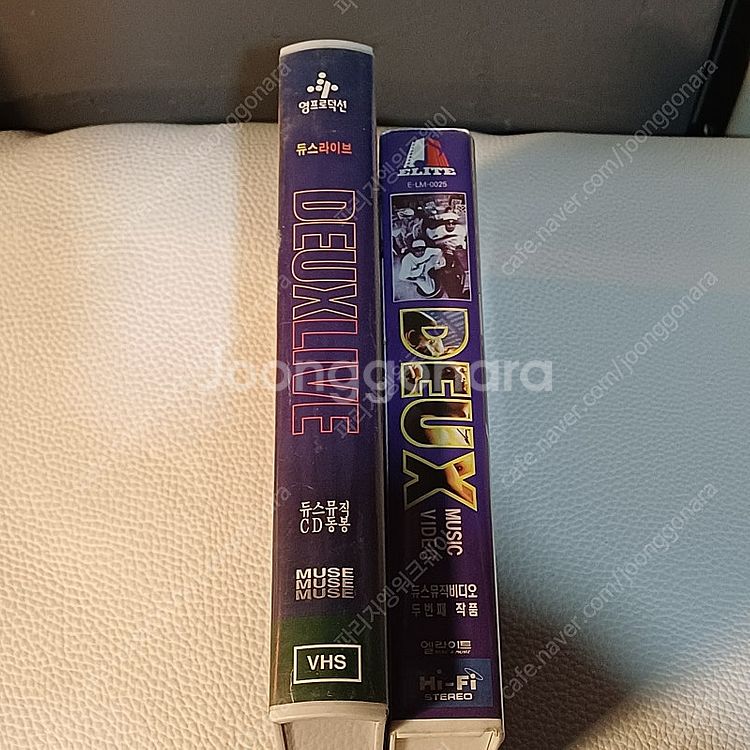 영프로덕션
듀스라이브
DEUXLIVE
듀스뮤직
CD동봉
MUSE
MUSE
MUSE
VHS
ELITE
E-LM-0025
DEUX
MUSIC
VIDEO
듀스뮤직비디오
두번째 작품
엘라이트
Hi-Fi
STEREO
Joonggonara
cafe.naver.com/joonggonara